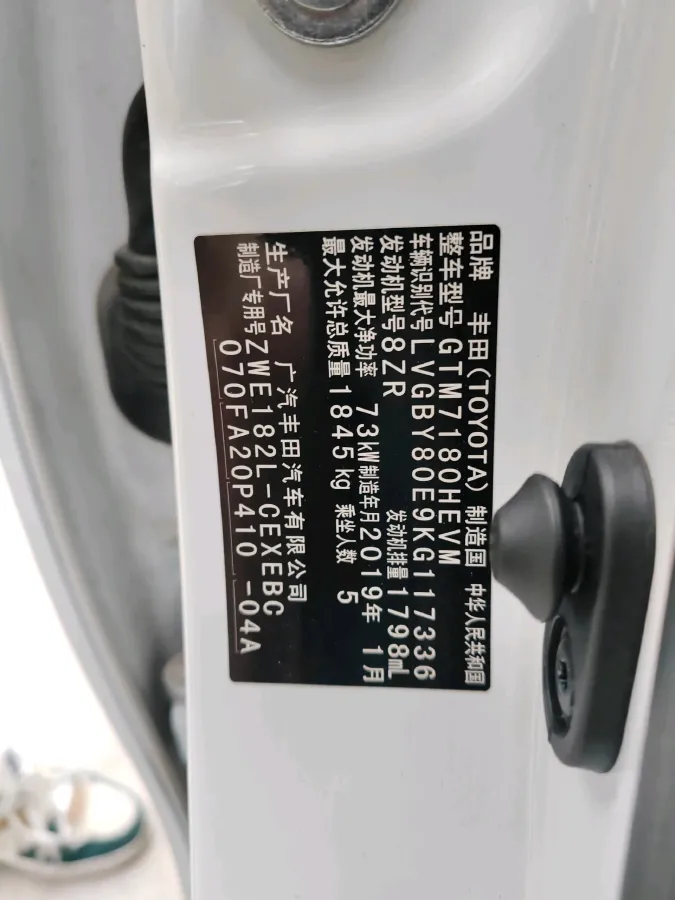 品牌 丰田(TOYOTA) 制造国 中华人民共和国
整车型号 GTM7180HEVM
车辆识别代号 LVGBY80E9KG117336
发动机型号 8ZR 发动机排量 1798mL
发动机最大净功率 73kW 制造年月 2019年 1月
最大允许总质量 1845kg 乘坐人数 5
生产厂名 广汽丰田汽车有限公司
制造厂专用号 ZWE182L-CEXEBC
070FA20P410 -04A